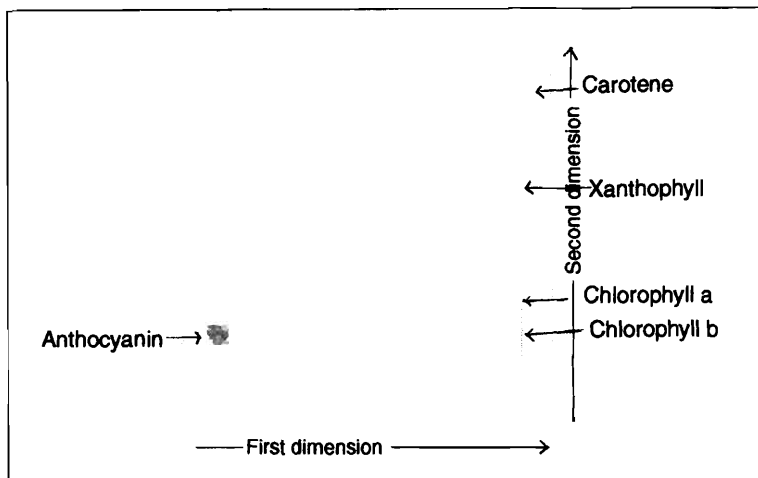 Carotene
Second dimension
Xanthophyll
Chlorophyll a
Chlorophyll b
Anthocyanin
First dimension